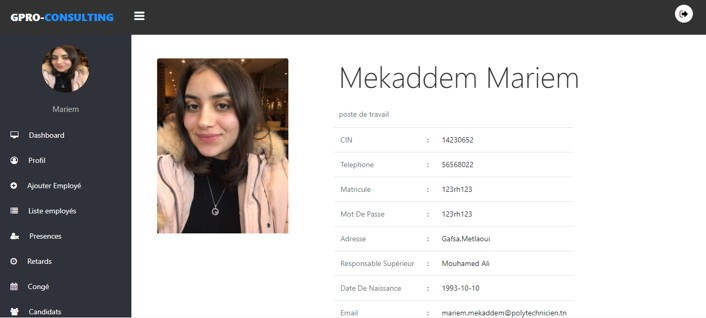 GPRO-CONSULTING
Mariem
Dashboard
Profil
Ajouter Employé
Liste employés
Presences
Retards
Congé
Candidats
Mekaddem Mariem
poste de travail
CIN : 14230652
Telephone : 56568022
Matricule : 123rh123
Mot De Passe : 123rh123
Adresse : Gafsa,Metlaoui
Responsable Supérieur : Mouhamed Ali
Date De Naissance : 1993-10-10
Email : mariem.mekaddem@polytechnicien.tn